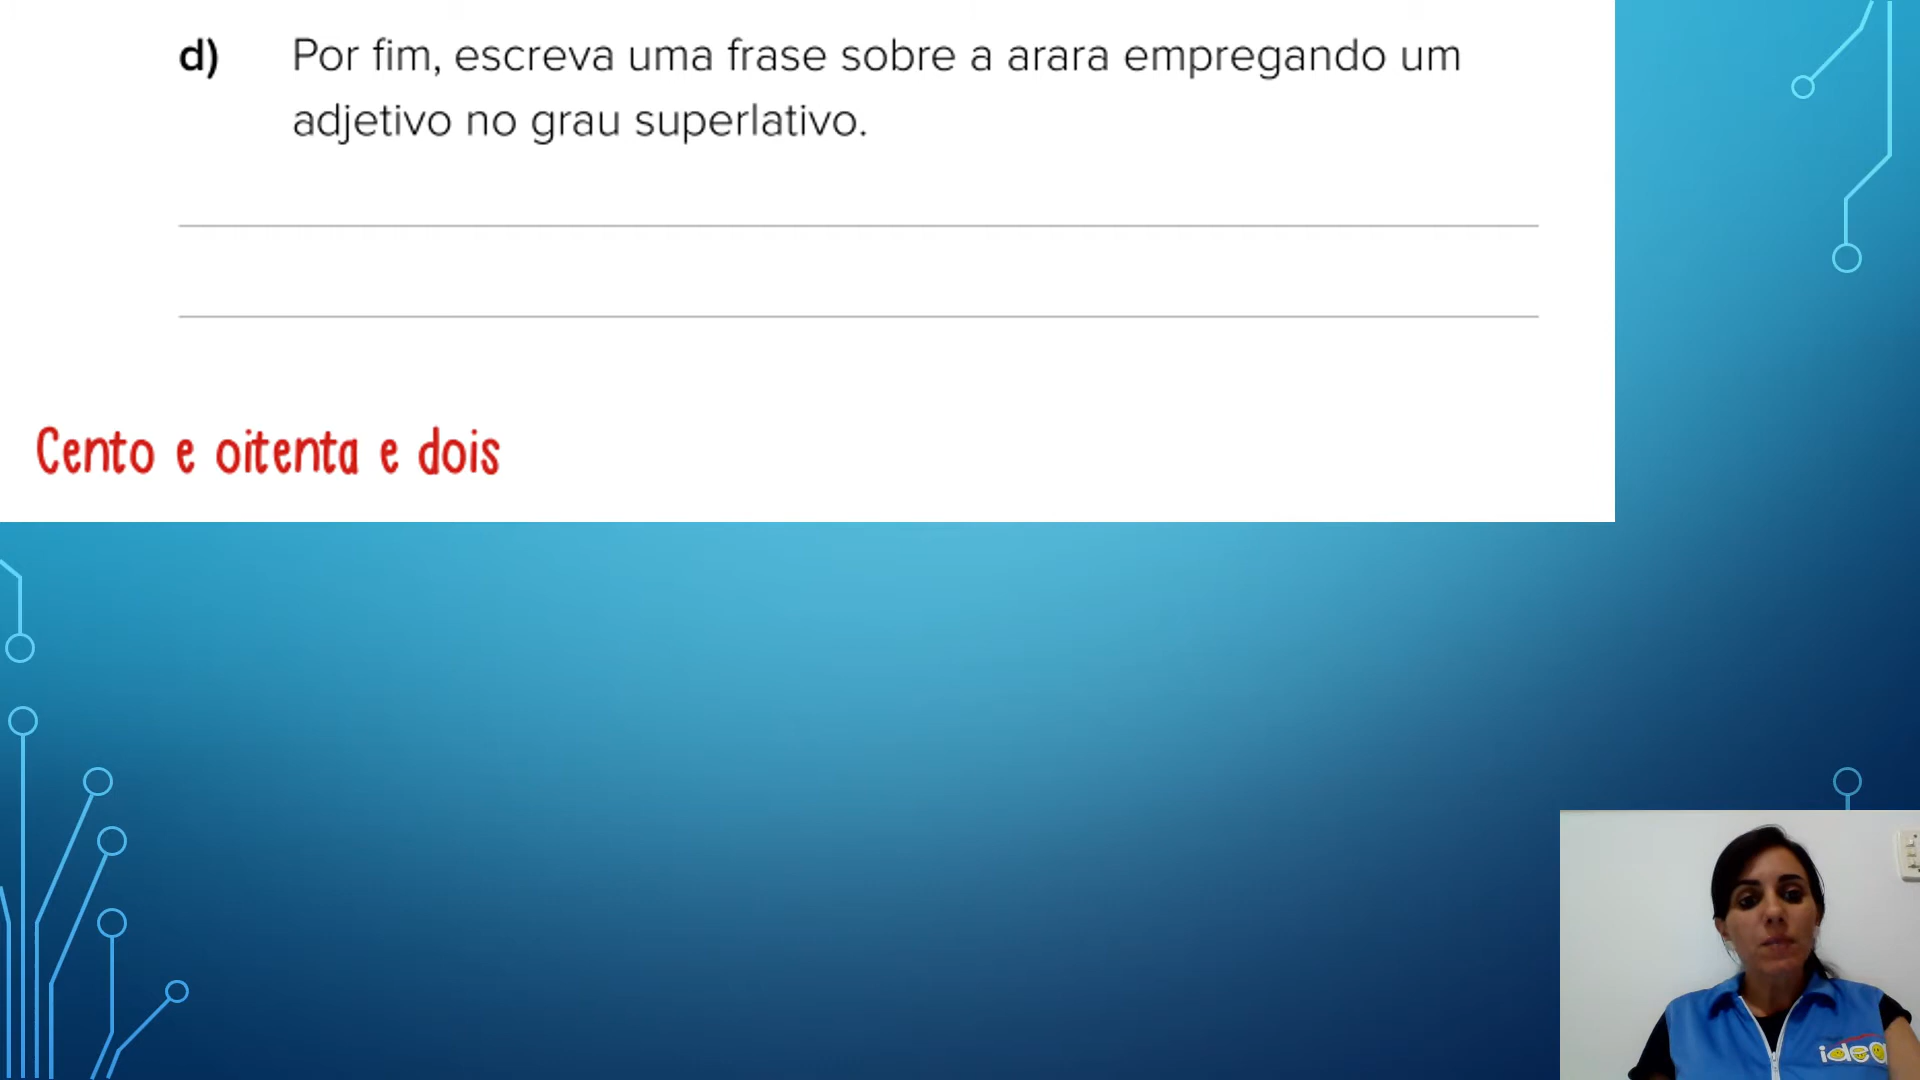 d) Por fim, escreva uma frase sobre a arara empregando um
adjetivo no grau superlativo.
Cento e oitenta e dois